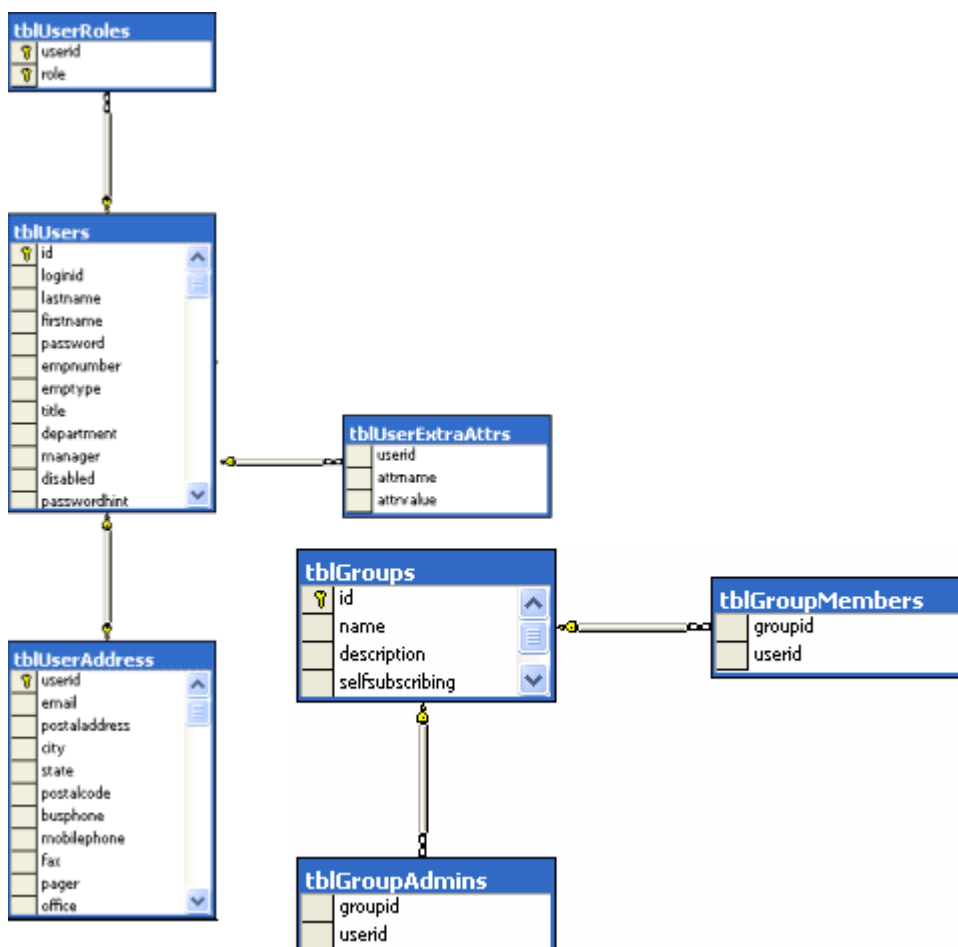 tblUserRoles
userid
role
tblUsers
id
loginid
lastname
firstname
password
empnumber
emptype
title
department
manager
disabled
passwordhint
tblUserExtraAttrs
userid
attrname
attrvalue
tblGroups
id
name
description
selfsubscribing
tblGroupMembers
groupid
userid
tblUserAddress
userid
email
postaladdress
city
state
postalcode
busphone
mobilephone
fax
pager
office
tblGroupAdmins
groupid
userid